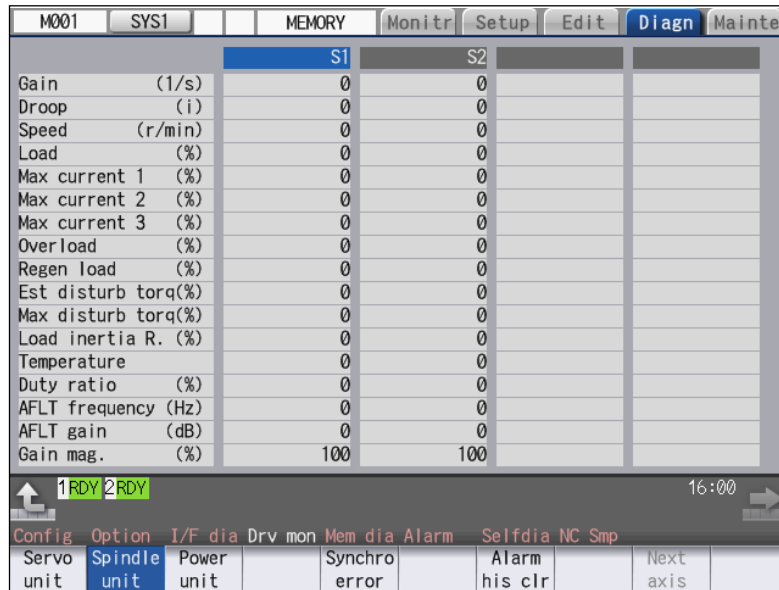 M001 SYS1 MEMORY Monitr Setup Edit Diagn Mainte
S1 S2
Gain (1/s) 0 0
Droop (i) 0 0
Speed (r/min) 0 0
Load (%) 0 0
Max current 1 (%) 0 0
Max current 2 (%) 0 0
Max current 3 (%) 0 0
Overload (%) 0 0
Regen load (%) 0 0
Est disturb torq(%) 0 0
Max disturb torq(%) 0 0
Load inertia R. (%) 0 0
Temperature 0 0
Duty ratio (%) 0 0
AFLT frequency (Hz) 0 0
AFLT gain (dB) 0 0
Gain mag. (%) 100 100
1 RDY 2 RDY 16:00
Config Option I/F dia Drv mon Mem dia Alarm Selfdia NC Smp
Servo Spindle Power Synchro Alarm Next
unit unit unit error his clr axis